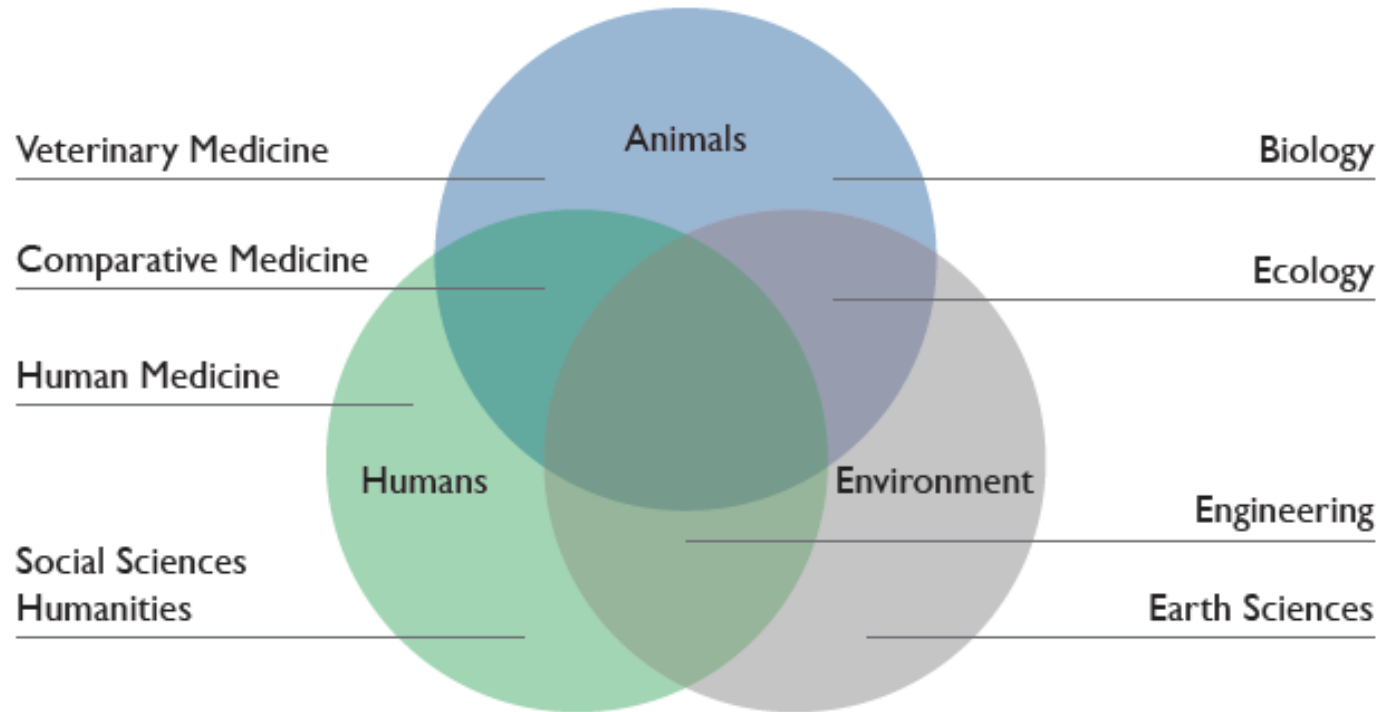 Animals
Veterinary Medicine
Biology
Comparative Medicine
Ecology
Human Medicine
Humans
Environment
Engineering
Social Sciences
Humanities
Earth Sciences